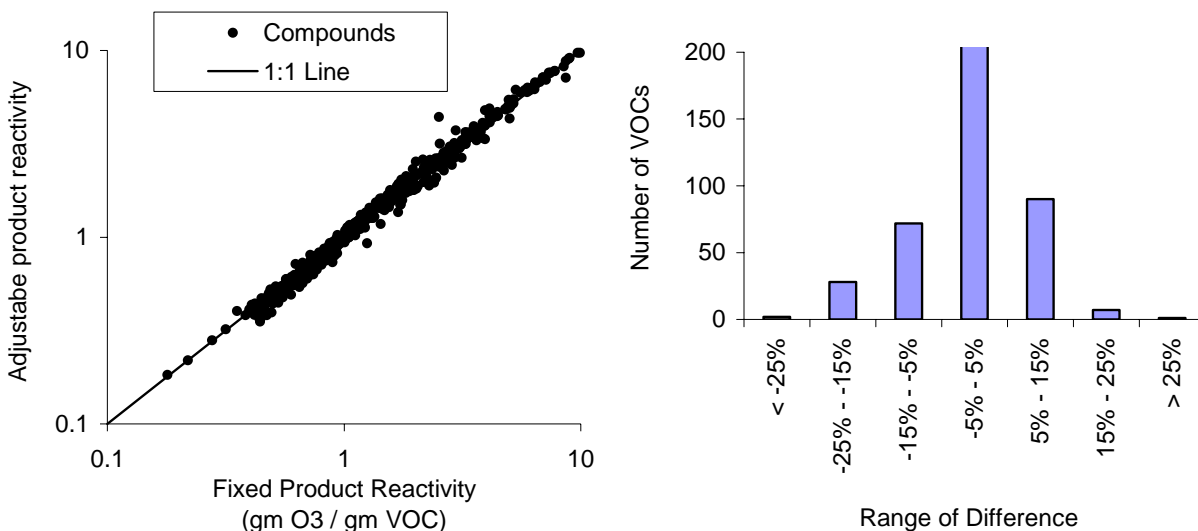 Compounds
1:1 Line
Adjustabe product reactivity
10
1
0.1
0.1
1
10
Fixed Product Reactivity
(gm O3 / gm VOC)
Number of VOCs
200
150
100
50
0
< -25%
-25% - -15%
-15% - -5%
-5% - 5%
5% - 15%
15% - 25%
> 25%
Range of Difference